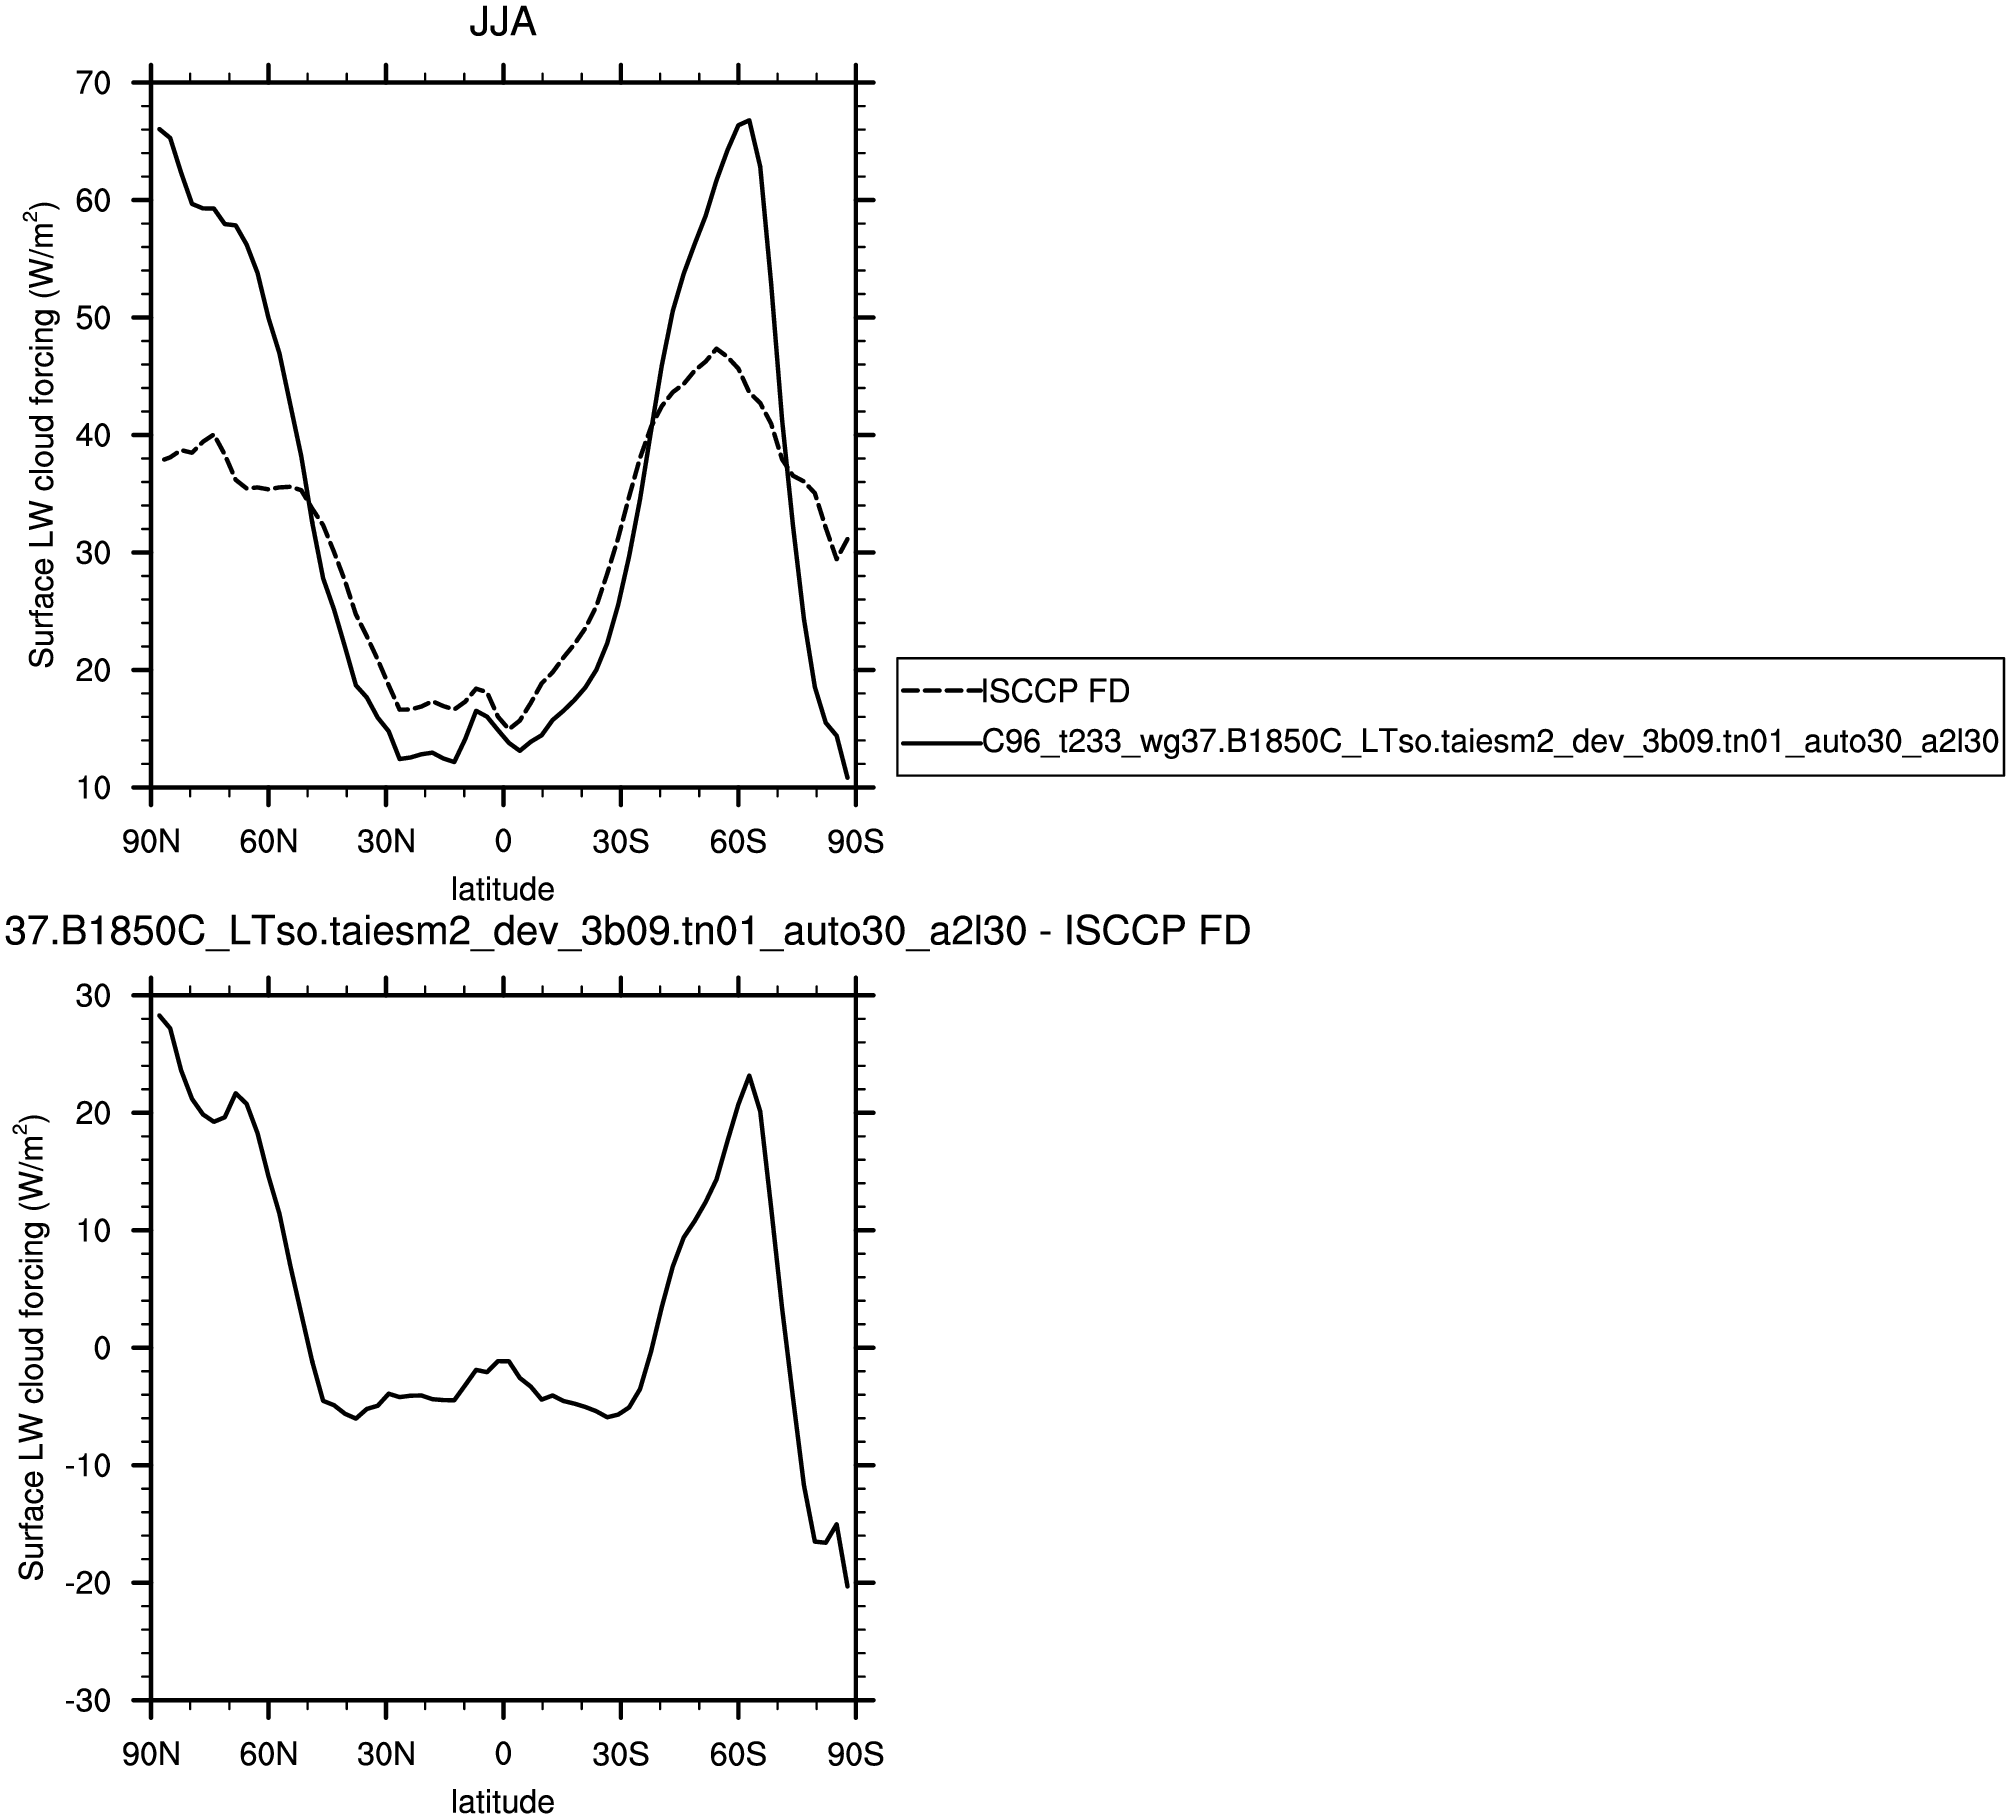 JJA
Surface LW cloud forcing (W/m²)
70
60
50
40
30
20
10
90N 60N 30N 0 30S 60S 90S
latitude
ISCCP FD
C96_t233_wg37.B1850C_LTso.taiesm2_dev_3b09.tn01_auto30_a2l30
37.B1850C_LTso.taiesm2_dev_3b09.tn01_auto30_a2l30 - ISCCP FD
Surface LW cloud forcing (W/m²)
30
20
10
0
-10
-20
-30
90N 60N 30N 0 30S 60S 90S
latitude